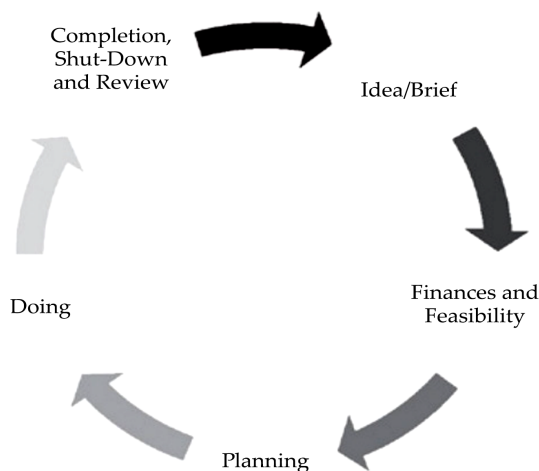 Completion,
Shut-Down
and Review
Idea/Brief
Finances and
Feasibility
Planning
Doing